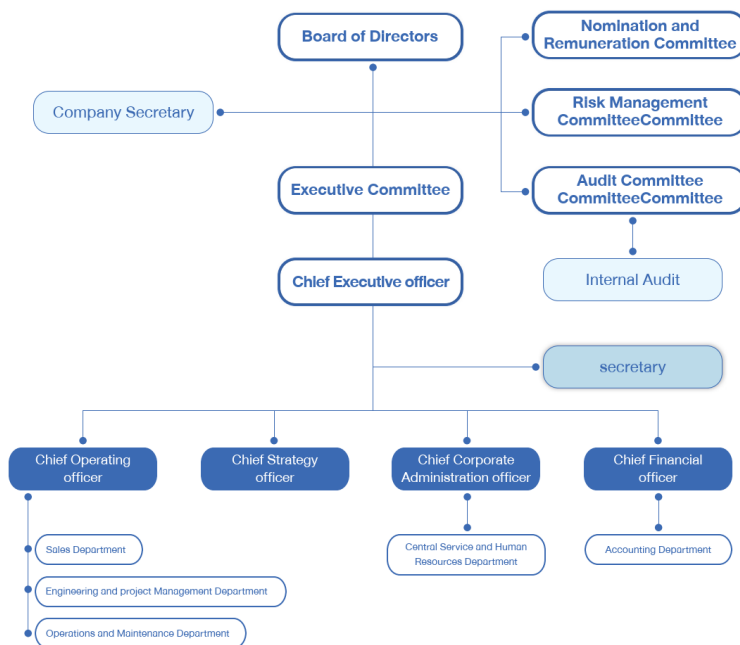 Board of Directors
Nomination and
Remuneration Committee
Company Secretary
Risk Management
CommitteeCommittee
Executive Committee
Audit Committee
CommitteeCommittee
Chief Executive officer
Internal Audit
secretary
Chief Operating
officer
Chief Strategy
officer
Chief Corporate
Administration officer
Chief Financial
officer
Sales Department
Central Service and Human
Resources Department
Accounting Department
Engineering and project Management Department
Operations and Maintenance Department